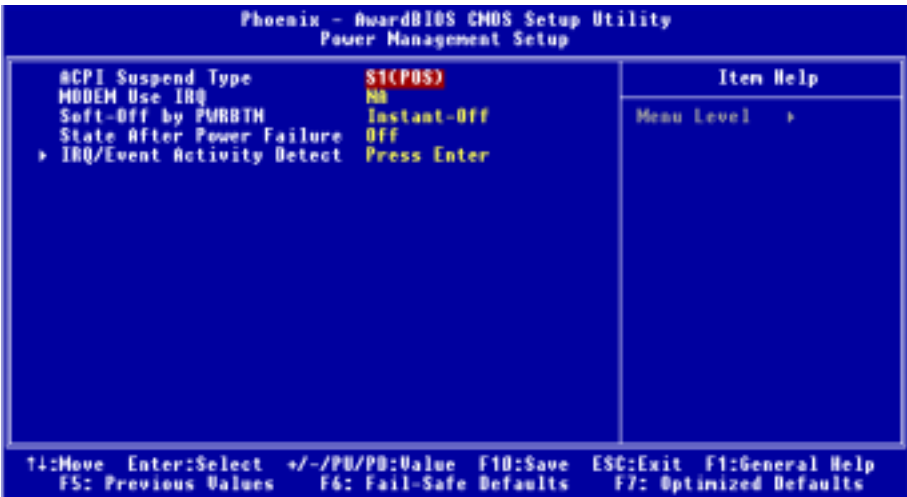 Phoenix - AwardBIOS CMOS Setup Utility
Power Management Setup
ACPI Suspend Type S1(POS)
MODEM Use IRQ NA
Soft-Off by PWRBTN Instant-Off
State After Power Failure Off
▸ IRQ/Event Activity Detect Press Enter
Item Help
Menu Level ▸
↑↓:Move Enter:Select +/-/PU/PD:Value F10:Save ESC:Exit F1:General Help
F5: Previous Values F6: Fail-Safe Defaults F7: Optimized Defaults